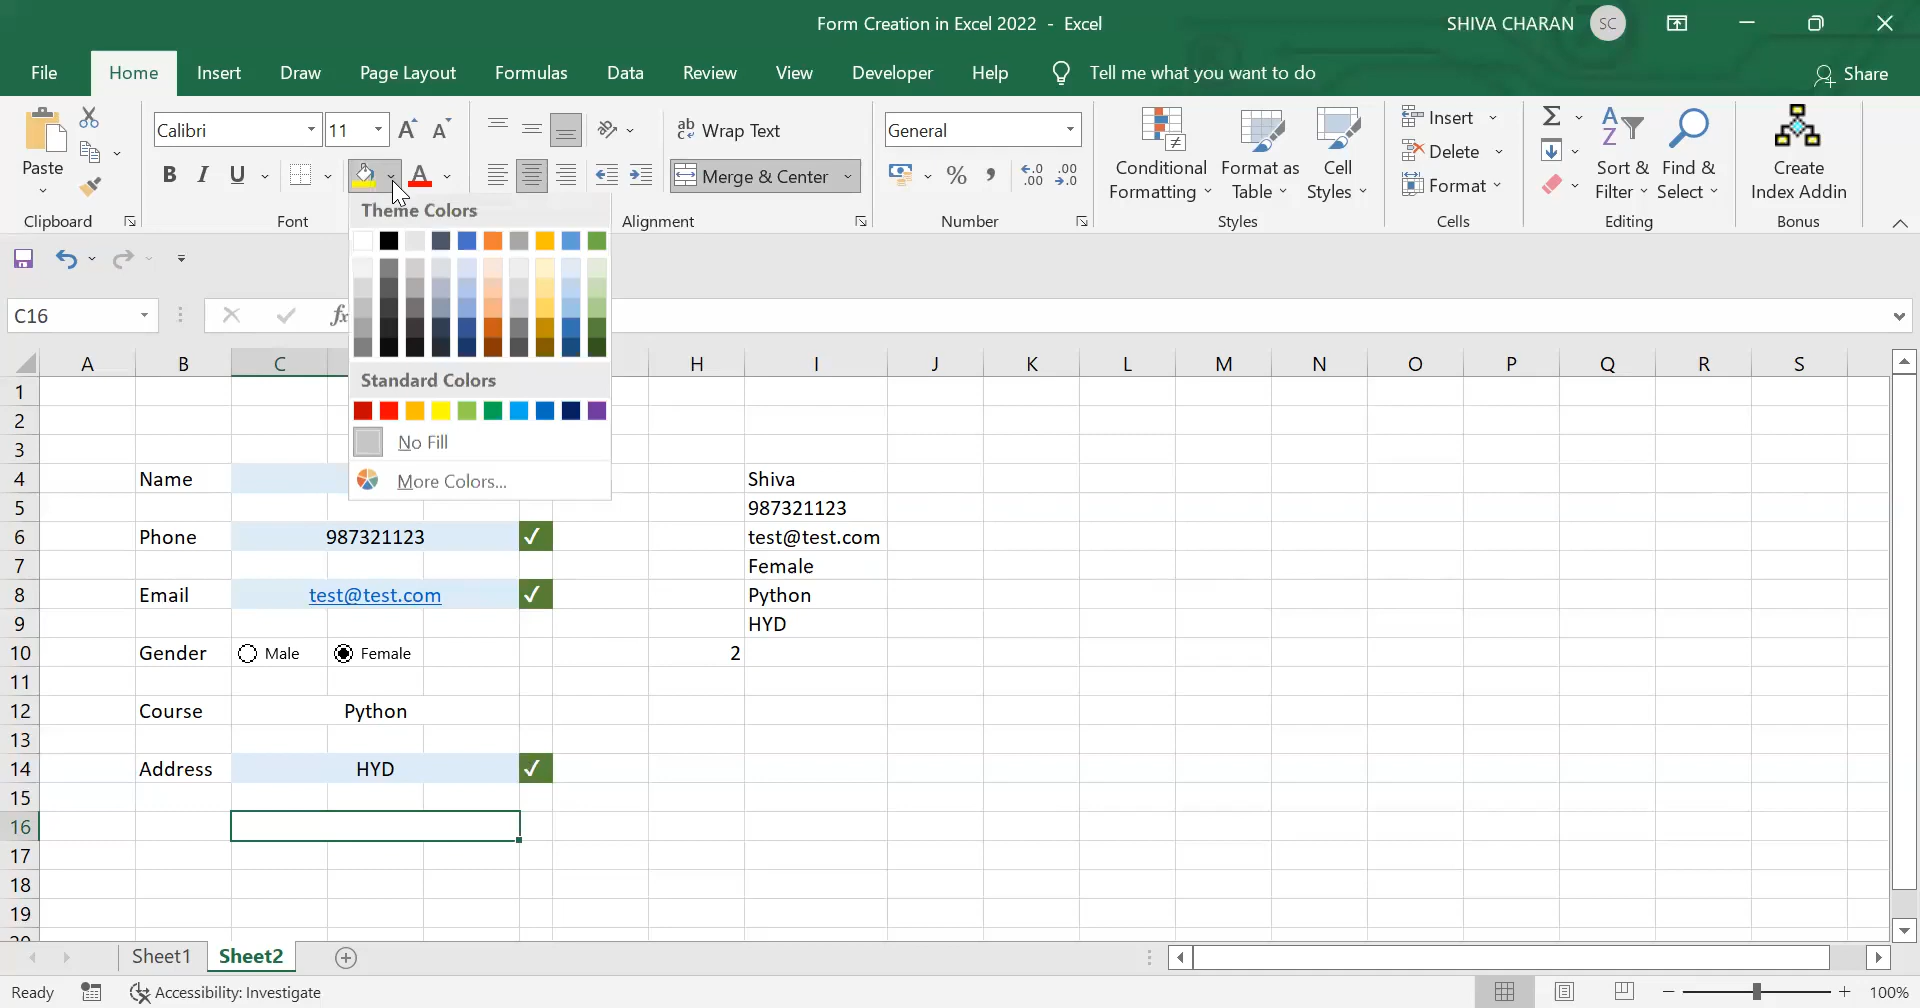 Form Creation in Excel 2022 - Excel
SHIVA CHARAN SC
File Home Insert Draw Page Layout Formulas Data Review View Developer Help Tell me what you want to do Share
Paste
Clipboard
Calibri 11
B I U A
Font
ab Wrap Text
Merge & Center
Alignment
General
% ,
Number
Conditional Formatting
Format as Table
Cell Styles
Styles
Insert
Delete
Format
Cells
Sort & Filter
Find & Select
Editing
Create Index Addin
Bonus
Theme Colors
Standard Colors
No Fill
More Colors...
C16 fx
A B C H I J K L M N O P Q R S
1
2
3
4 Name Shiva
5 987321123
6 Phone 987321123 ✓ test@test.com
7 Female
8 Email test@test.com ✓ Python
9 HYD
10 Gender Male Female 2
11
12 Course Python
13
14 Address HYD ✓
15
16
17
18
19
Sheet1 Sheet2
Ready Accessibility: Investigate 100%